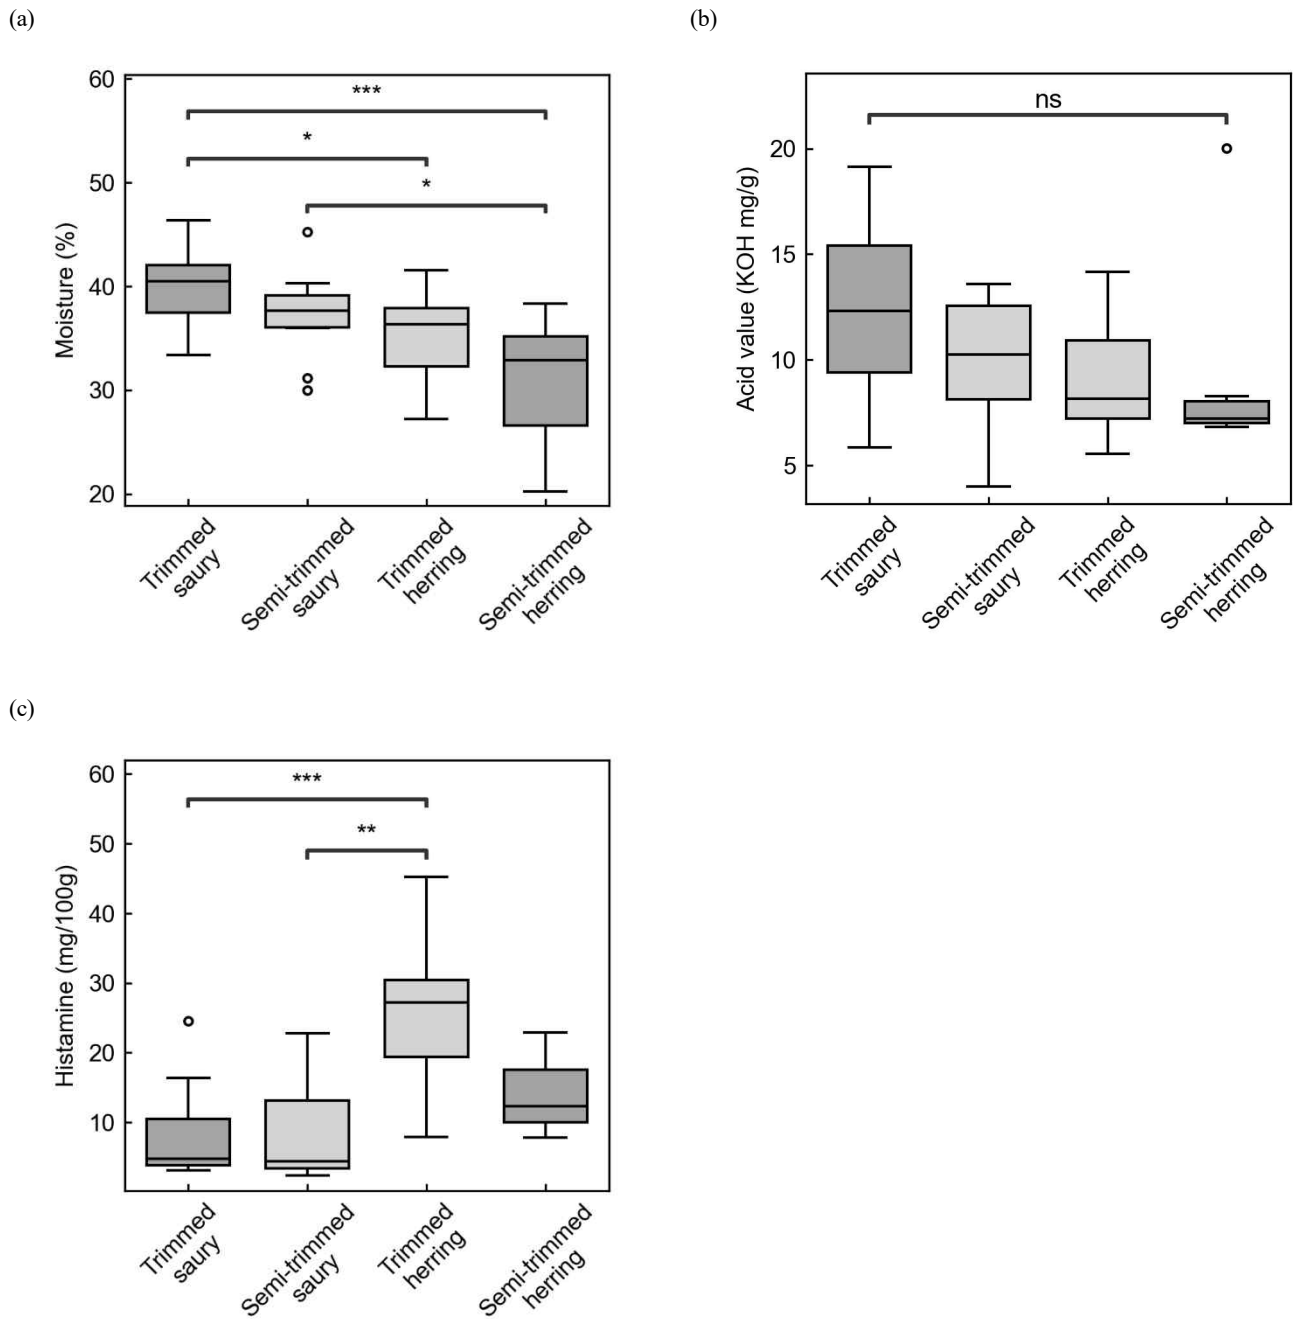 (a)
60
50
40
30
20
Moisture (%)
***
*
*
Trimmed
saury
Semi-trimmed
saury
Trimmed
herring
Semi-trimmed
herring
(b)
20
15
10
5
Acid value (KOH mg/g)
ns
Trimmed
saury
Semi-trimmed
saury
Trimmed
herring
Semi-trimmed
herring
(c)
60
50
40
30
20
10
Histamine (mg/100g)
***
**
Trimmed
saury
Semi-trimmed
saury
Trimmed
herring
Semi-trimmed
herring